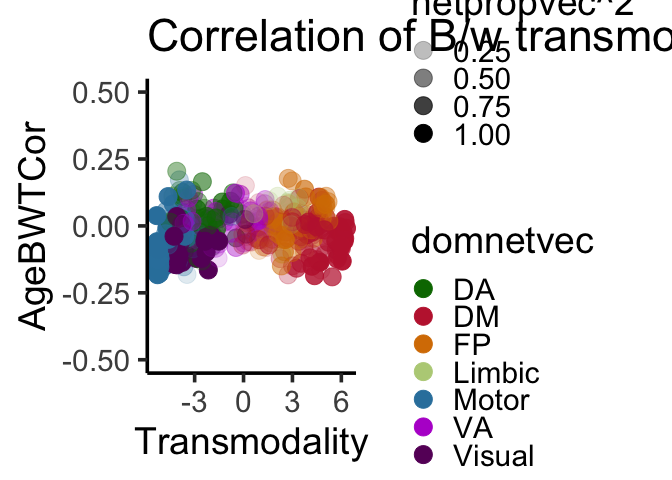 netpropvec^2
Correlation of B/w transmo
0.25
0.50
0.75
1.00
0.50
0.25
0.00
-0.25
-0.50
AgeBWTCor
-3 0 3 6
Transmodality
domnetvec
DA
DM
FP
Limbic
Motor
VA
Visual